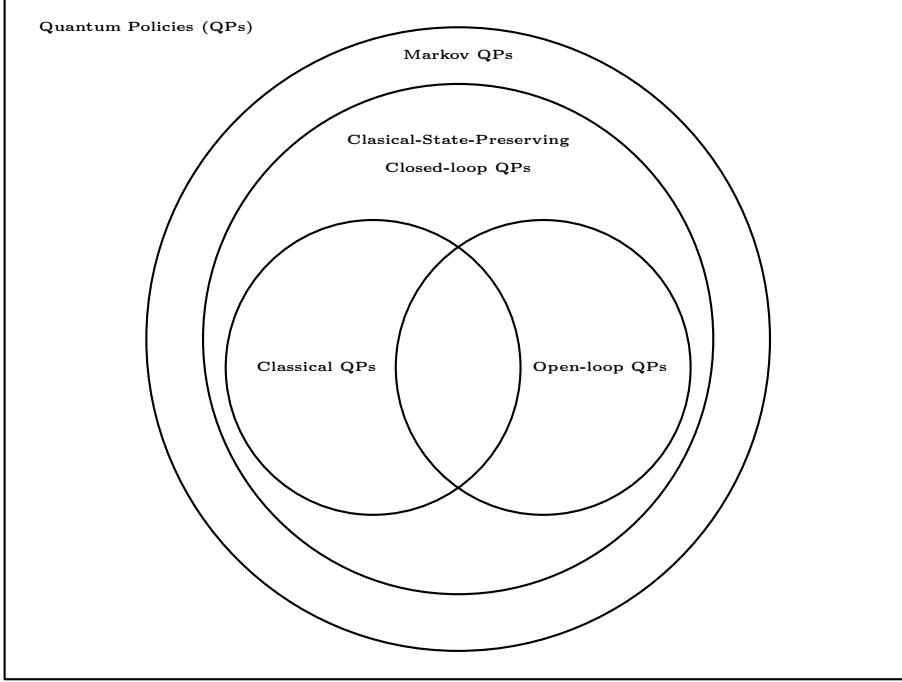 Quantum Policies (QPs)
Markov QPs
Clasical-State-Preserving
Closed-loop QPs
Classical QPs
Open-loop QPs